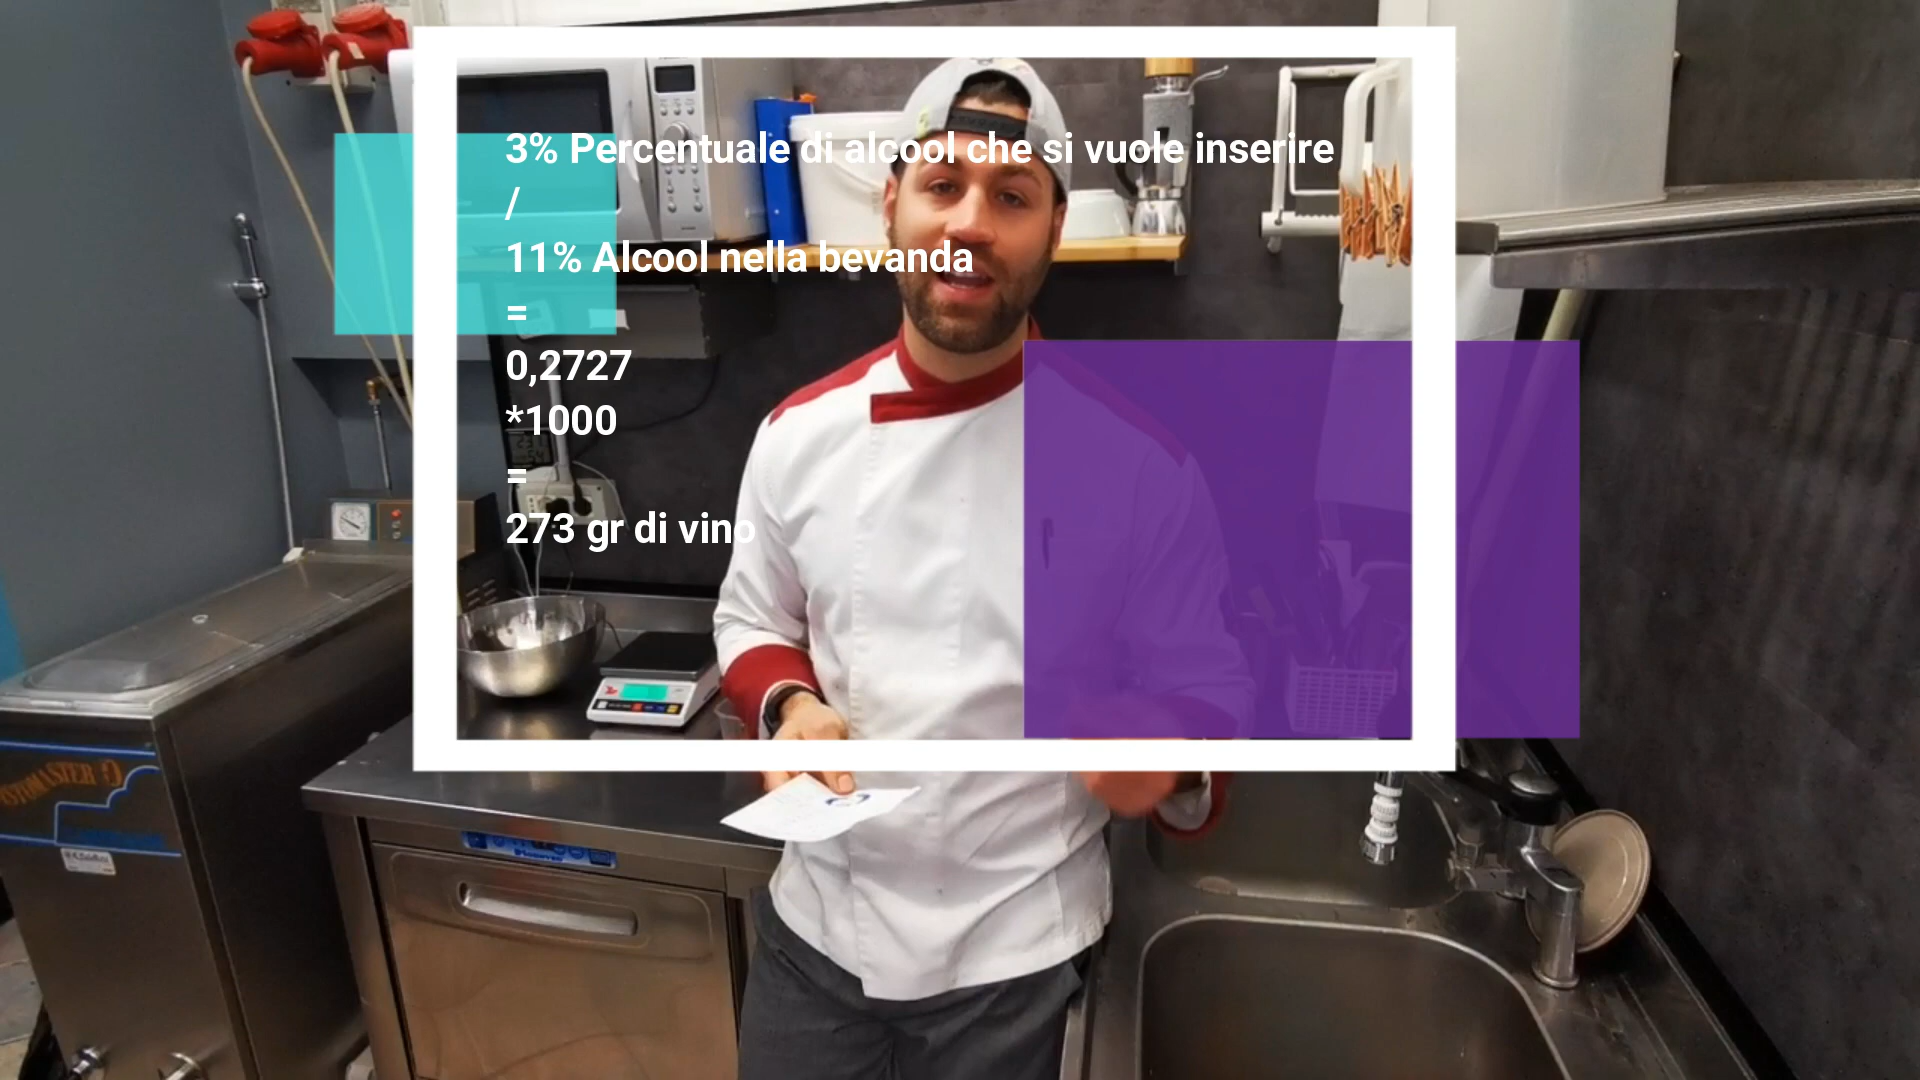 3% Percentuale di alcool che si vuole inserire
/
11% Alcool nella bevanda
=
0,2727
*1000
=
273 gr di vino